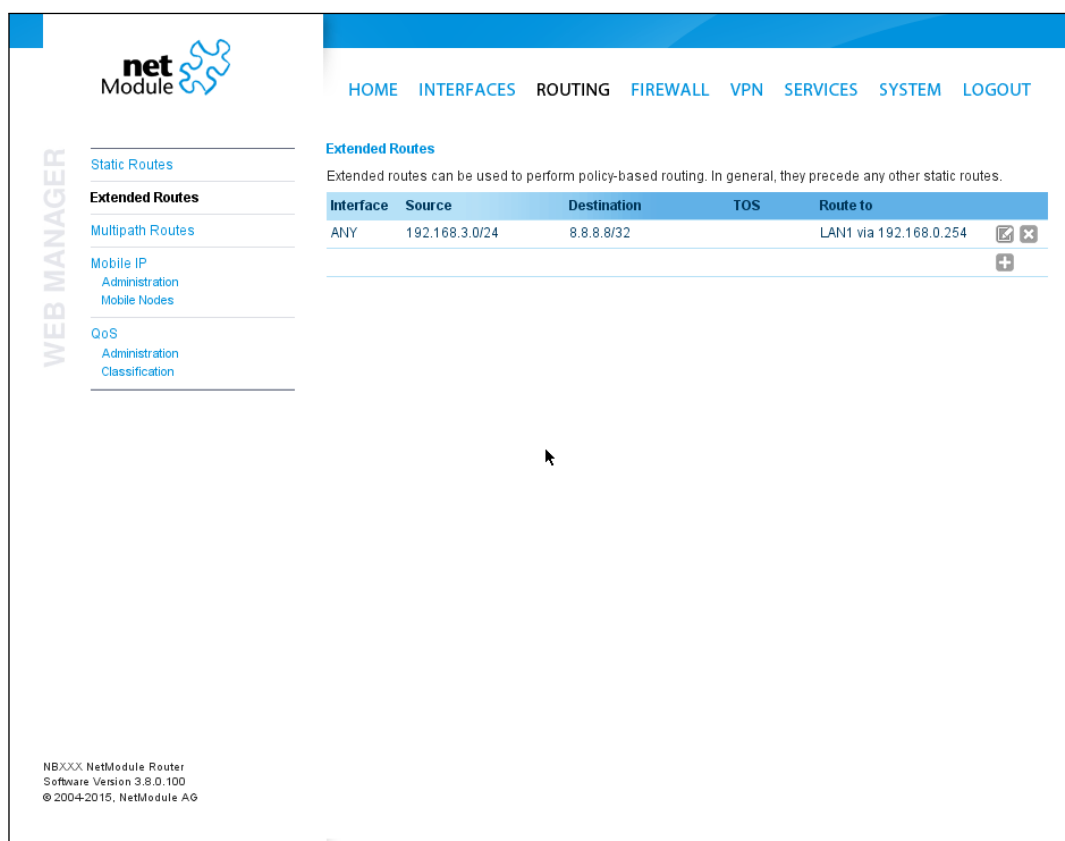 net
Module
HOME INTERFACES ROUTING FIREWALL VPN SERVICES SYSTEM LOGOUT
WEB MANAGER
Static Routes
Extended Routes
Multipath Routes
Mobile IP
Administration
Mobile Nodes
QoS
Administration
Classification
Extended Routes
Extended routes can be used to perform policy-based routing. In general, they precede any other static routes.
Interface Source Destination TOS Route to
ANY 192.168.3.0/24 8.8.8.8/32 LAN1 via 192.168.0.254
NBXXX NetModule Router
Software Version 3.8.0.100
© 2004-2015, NetModule AG